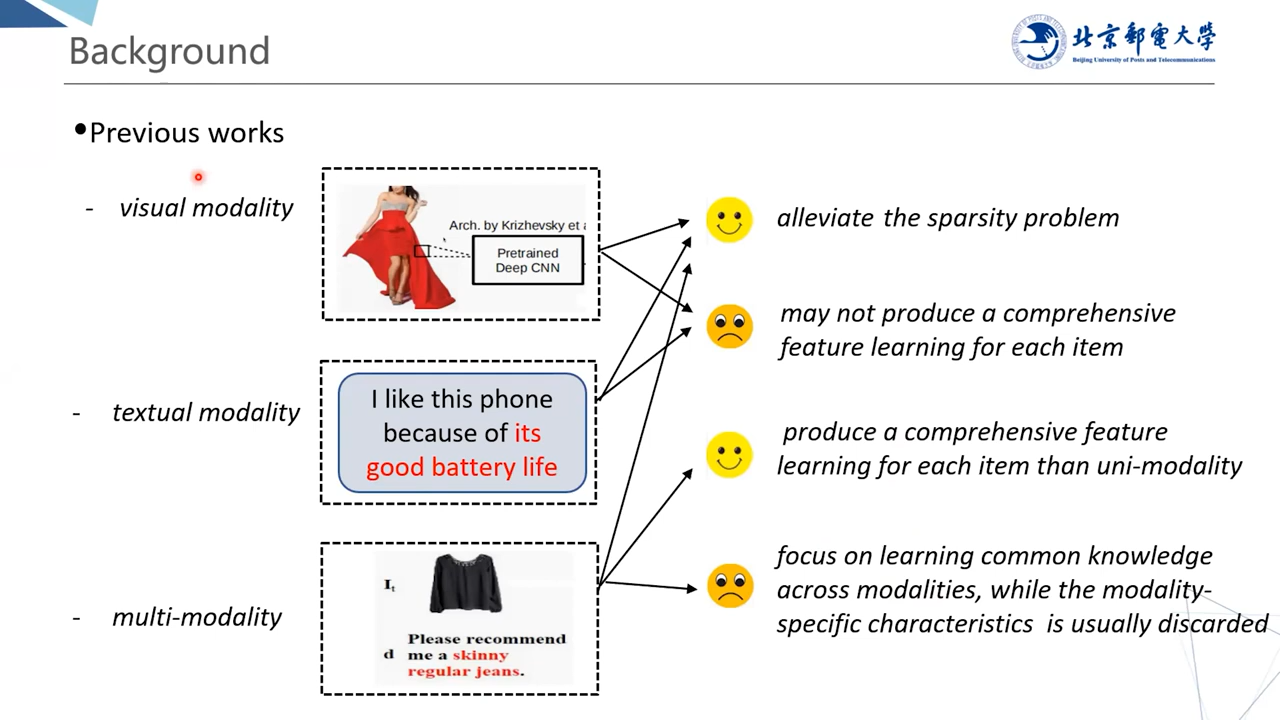 Background
北京郵電大學
Beijing University of Posts and Telecommunications
•Previous works
- visual modality
Arch. by Krizhevsky et a
Pretrained
Deep CNN
alleviate the sparsity problem
may not produce a comprehensive
feature learning for each item
- textual modality
I like this phone
because of its
good battery life
produce a comprehensive feature
learning for each item than uni-modality
- multi-modality
It
d
Please recommend
me a skinny
regular jeans.
focus on learning common knowledge
across modalities, while the modality-
specific characteristics is usually discarded